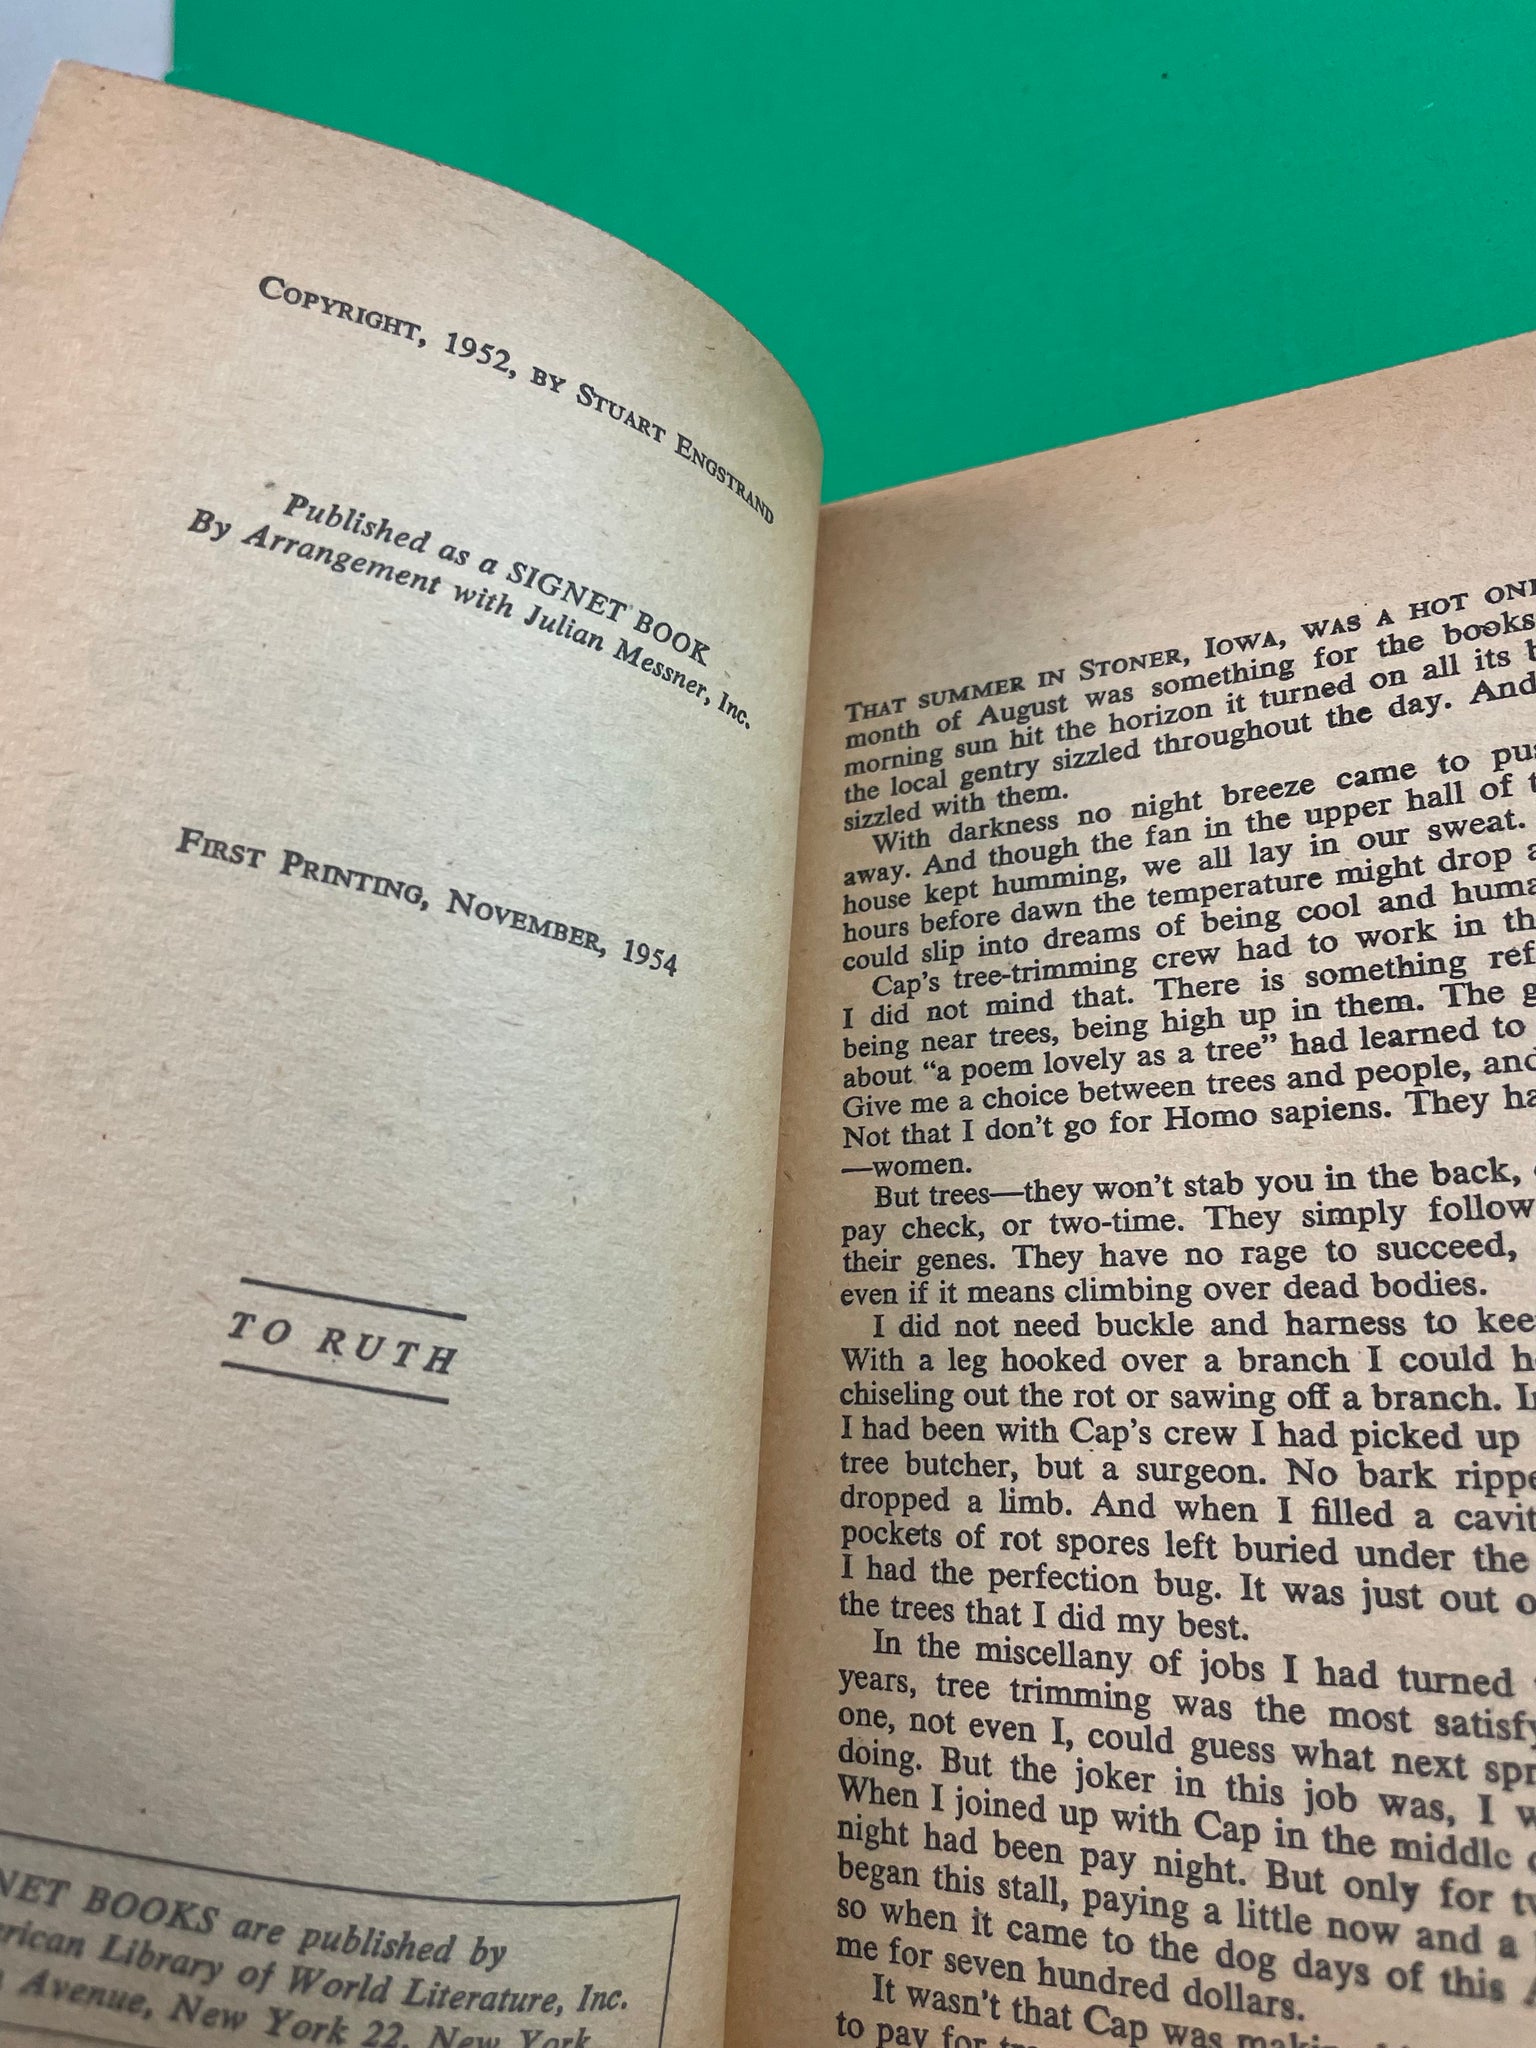 COPYRIGHT, 1952, BY STUART ENGSTRAND
Published as a SIGNET BOOK
By Arrangement with Julian Messner, Inc.
FIRST PRINTING, NOVEMBER, 1954
TO RUTH
NET BOOKS are published by
erican Library of World Literature, Inc.
Avenue, New York 22, New York
THAT SUMMER IN STONER, IOWA, WAS A HOT ONE
month of August was something for the books
morning sun hit the horizon it turned on all its
the local gentry sizzled throughout the day. And
sizzled with them.
With darkness no night breeze came to
away. And though the fan in the upper hall of
house kept humming, we all lay in our sweat.
hours before dawn the temperature might drop
could slip into dreams of being cool and
Cap's tree-trimming crew had to work in
I did not mind that. There is something
being near trees, being high up in them. The
about “a poem lovely as a tree” had learned to
Give me a choice between trees and people, and
Not that I don't go for Homo sapiens. They
—women.
But trees—they won't stab you in the back,
pay check, or two-time. They simply follow
their genes. They have no rage to succeed,
even if it means climbing over dead bodies.
I did not need buckle and harness to
With a leg hooked over a branch I could
chiseling out the rot or sawing off a branch.
I had been with Cap's crew I had picked up
tree butcher, but a surgeon. No bark
dropped a limb. And when I filled a
pockets of rot spores left buried under the
I had the perfection bug. It was just out
the trees that I did my best.
In the miscellany of jobs I had turned
years, tree trimming was the most
one, not even I, could guess what next
doing. But the joker in this job was, I
When I joined up with Cap in the middle
night had been pay night. But only for
began this stall, paying a little now and a
so when it came to the dog days of this
me for seven hundred dollars.
It wasn't that Cap was
to pay for